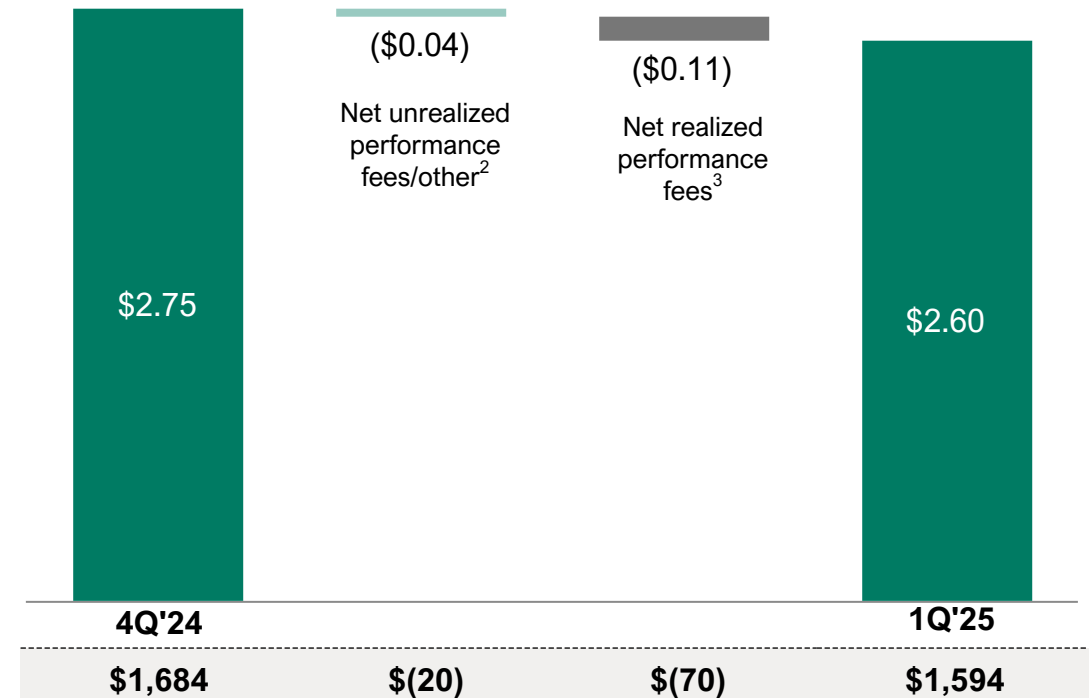 ($0.04)
Net unrealized
performance
fees/other2
($0.11)
Net realized
performance
fees3
$2.75
$2.60
4Q'24
1Q'25
$1,684 $(20) $(70) $1,594